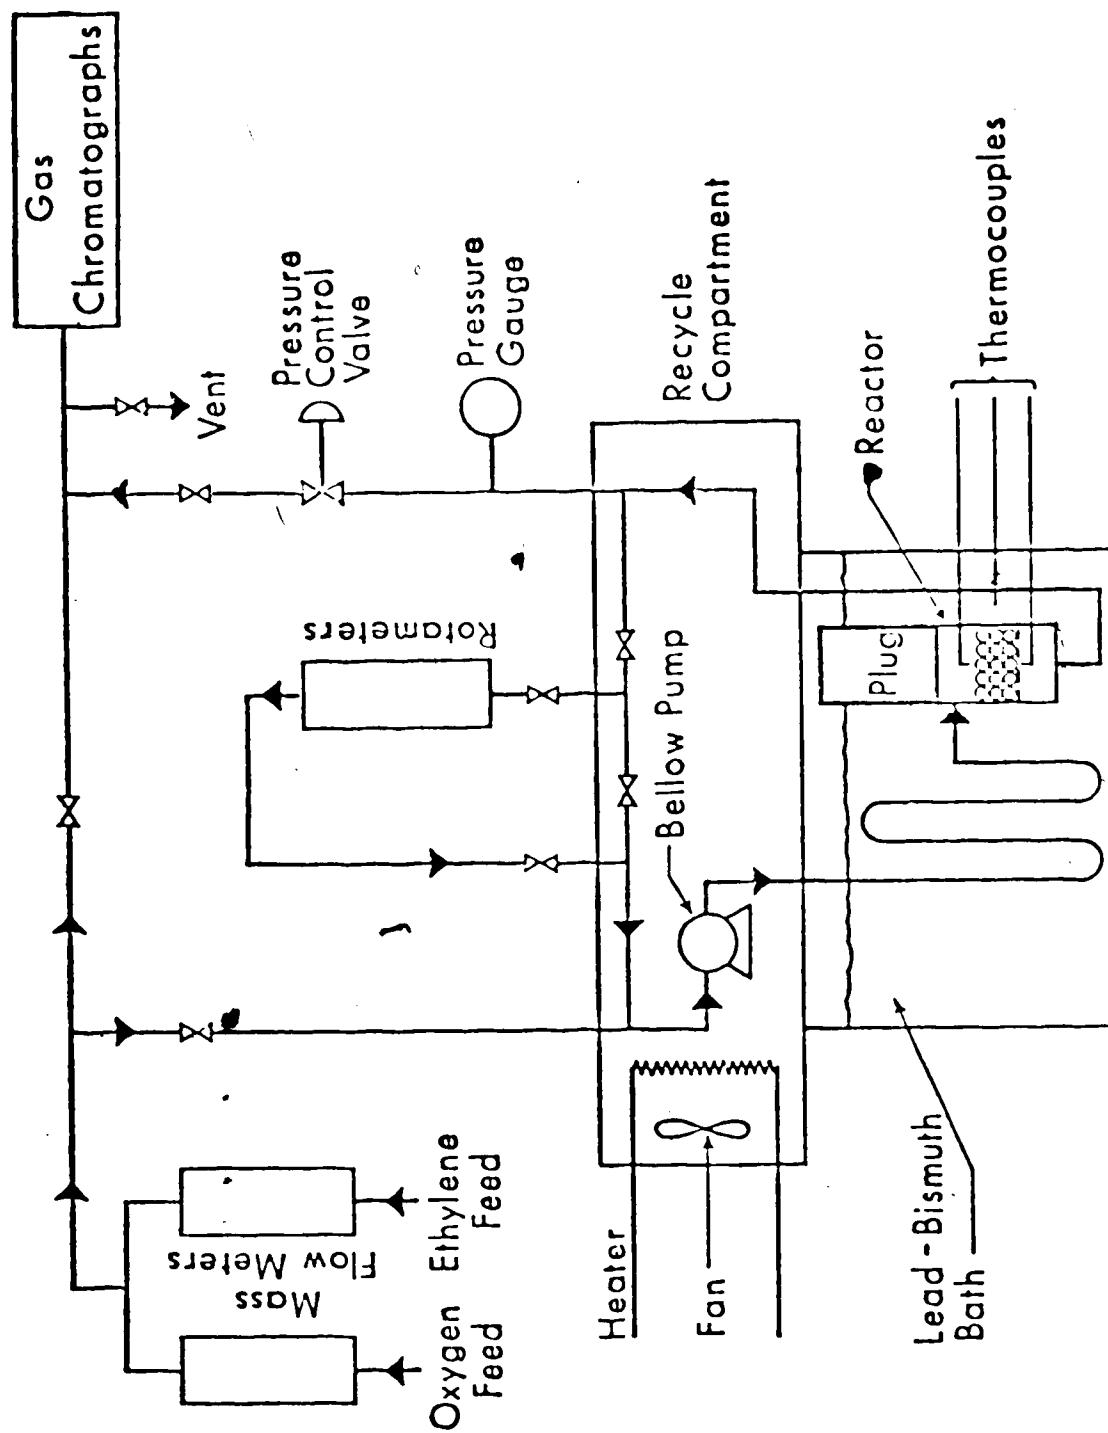 Gas
Chromatographs
Vent
Pressure
Control
Valve
Pressure
Gauge
Rotameters
Recycle
Compartment
Mass
Flow Meters
Oxygen
Feed
Ethylene
Feed
Bellow Pump
Heater
Fan
Plug
Reactor
Thermocouples
Lead-Bismuth
Bath